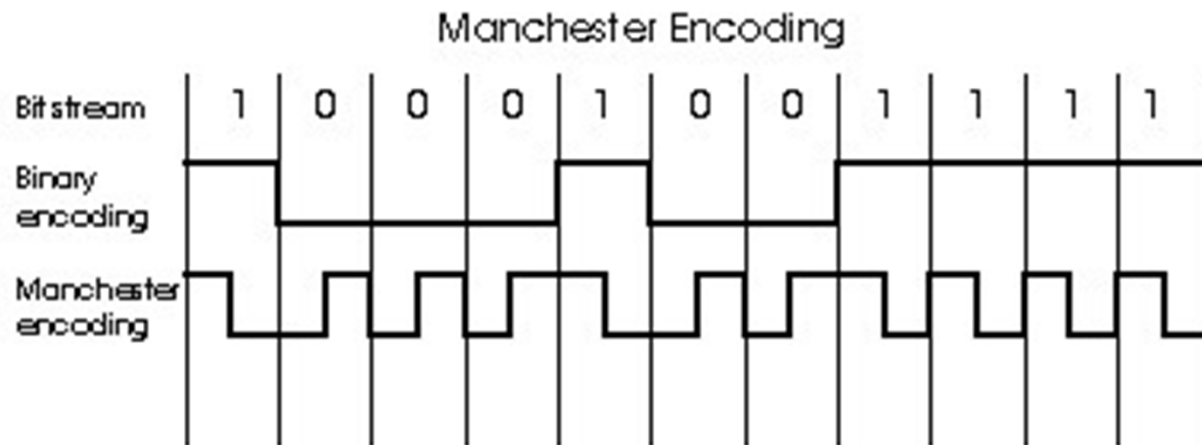 Manchester Encoding
Bit stream 1 0 0 0 1 0 0 1 1 1 1
Binary
encoding
Manchester
encoding